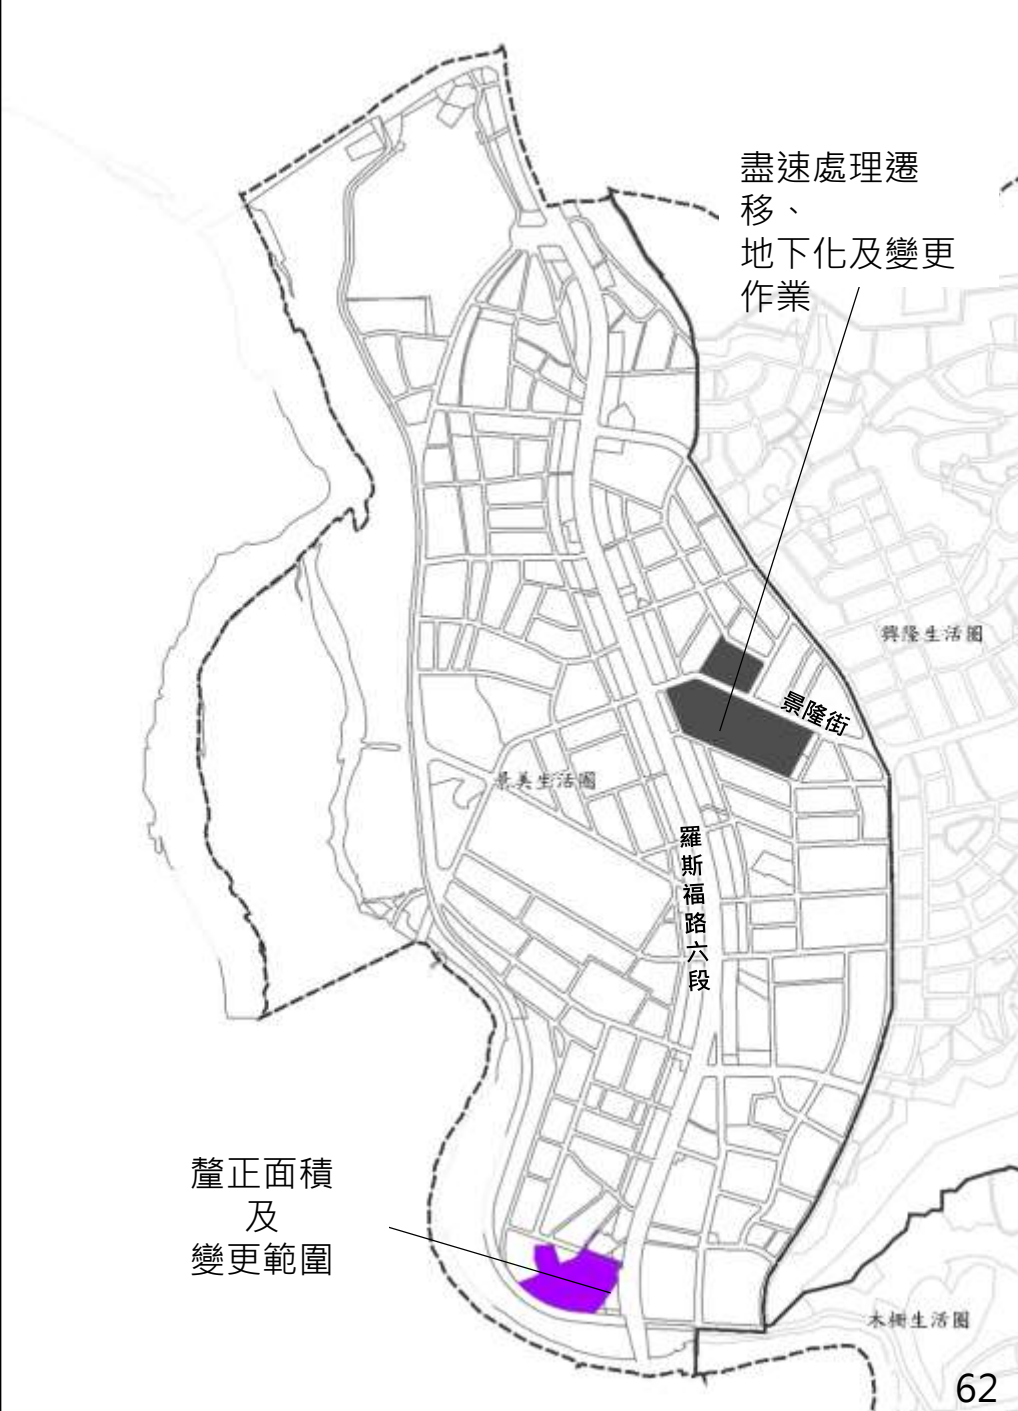 盡速處理遷
移、
地下化及變更
作業
興隆生活圈
景隆街
景美生活圈
羅斯福路六段
釐正面積
及
變更範圍
木柵生活圈
62